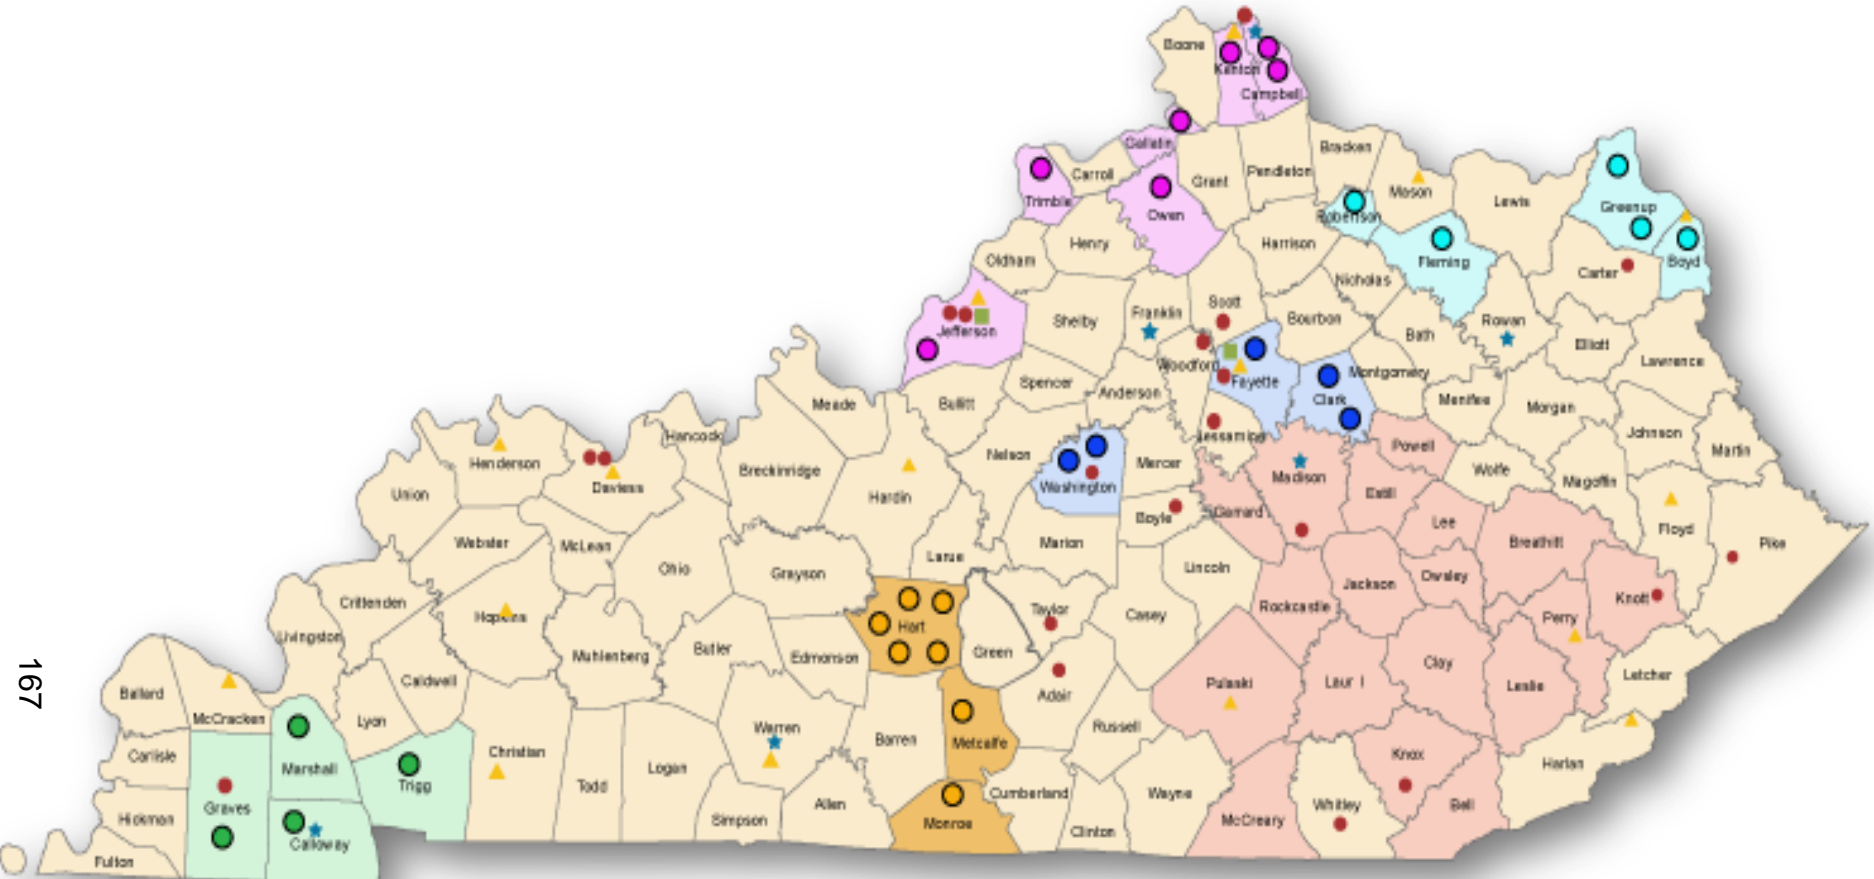 Boone
Kenton
Campbell
Gallatin
Bracken
Carroll
Grant
Pendleton
Mason
Lewis
Greenup
Trimble
Owen
Robertson
Henry
Harrison
Fleming
Boyd
Oldham
Carter
Nicholas
Scott
Franklin
Shelby
Bourbon
Rowan
Jefferson
Bath
Elliott
Lawrence
Woodford
Montgomery
Spencer
Fayette
Anderson
Clark
Menifee
Morgan
Meade
Bullitt
Hancock
Jessamine
Powell
Johnson
Martin
Nelson
Henderson
Breckinridge
Mercer
Wolfe
Madison
Magoffin
Daviess
Washington
Union
Hardin
Estill
Garrard
Boyle
Lee
Floyd
Webster
McLean
Marion
Breathitt
Pike
Larue
Ohio
Grayson
Lincoln
Owsley
Jackson
Crittenden
Knott
Rockcastle
Taylor
Casey
Hopkins
Perry
Livingston
Hart
Butler
Green
Muhlenberg
Edmonson
Clay
Letcher
Caldwell
Pulaski
Laur l
Leslie
Ballard
Adair
McCracken
Lyon
Warren
Russell
Barren
Metcalfe
Christian
Carlisle
Knox
Harlan
Marshall
Logan
Trigg
Todd
Cumberland
Wayne
Graves
Allen
Whitley
Bell
Hickman
Simpson
Monroe
McCreary
Clinton
Calloway
Fulton
167